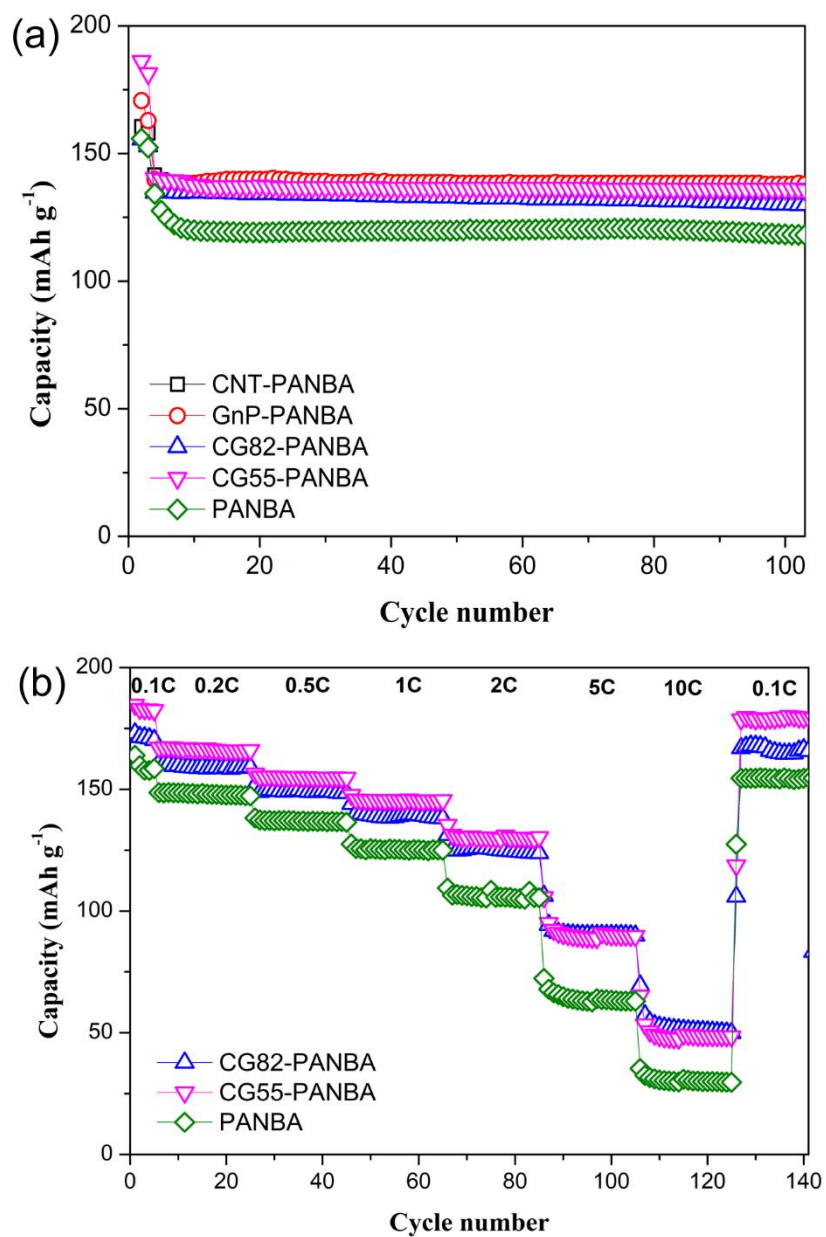 (a)
200
150
100
50
0
Capacity (mAh g⁻¹)
CNT-PANBA
GnP-PANBA
CG82-PANBA
CG55-PANBA
PANBA
0 20 40 60 80 100
Cycle number
(b)
200
150
100
50
0
Capacity (mAh g⁻¹)
0.1C 0.2C 0.5C 1C 2C 5C 10C 0.1C
CG82-PANBA
CG55-PANBA
PANBA
0 20 40 60 80 100 120 140
Cycle number